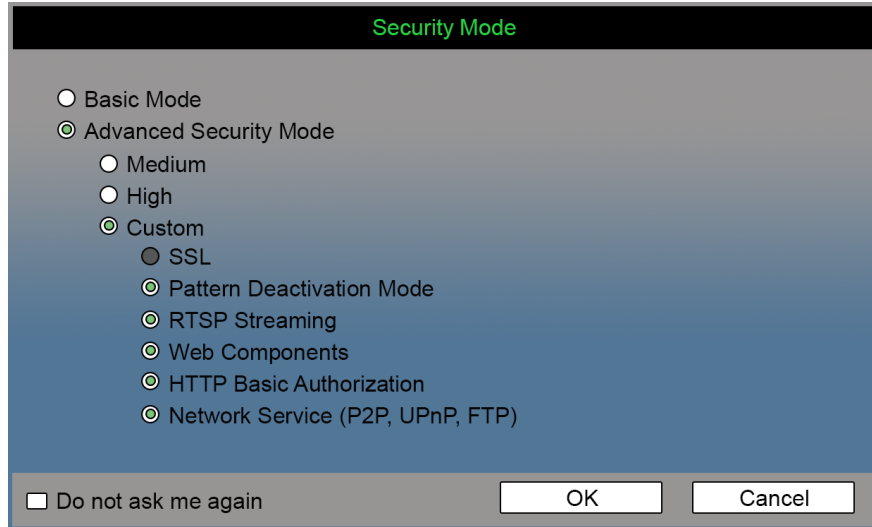 Security Mode
Basic Mode
Advanced Security Mode
Medium
High
Custom
SSL
Pattern Deactivation Mode
RTSP Streaming
Web Components
HTTP Basic Authorization
Network Service (P2P, UPnP, FTP)
Do not ask me again
OK
Cancel